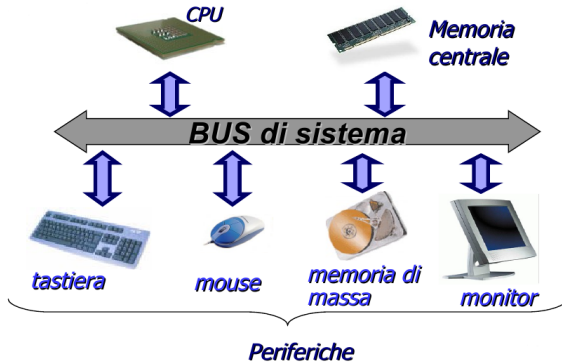 CPU
Memoria
centrale
BUS di sistema
tastiera
mouse
memoria di
massa
monitor
Periferiche